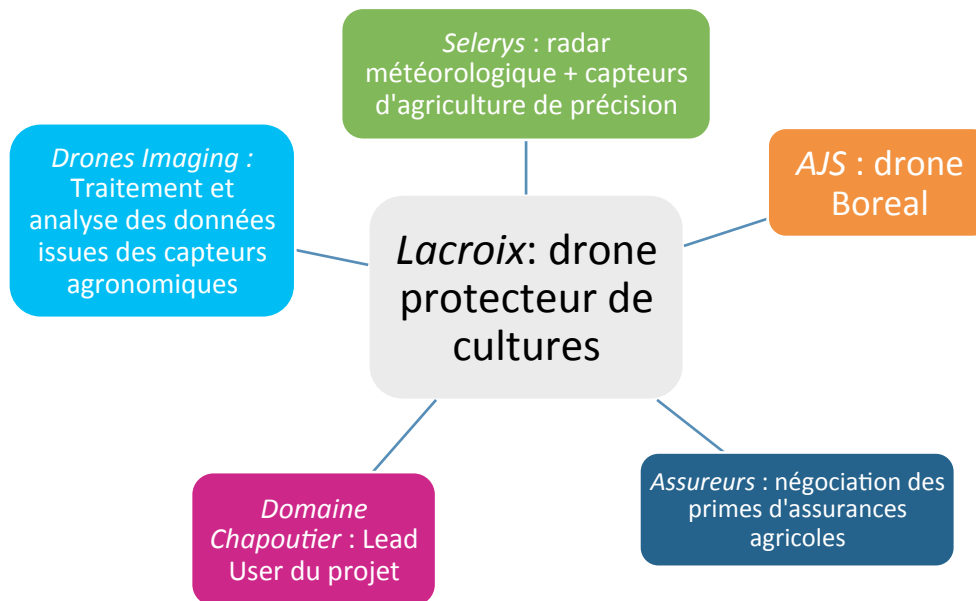 Selerys : radar
météorologique + capteurs
d'agriculture de précision
Drones Imaging :
Traitement et
analyse des données
issues des capteurs
agronomiques
AJS : drone
Boreal
Lacroix: drone
protecteur de
cultures
Domaine
Chapoutier : Lead
User du projet
Assureurs : négociation des
primes d'assurances
agricoles